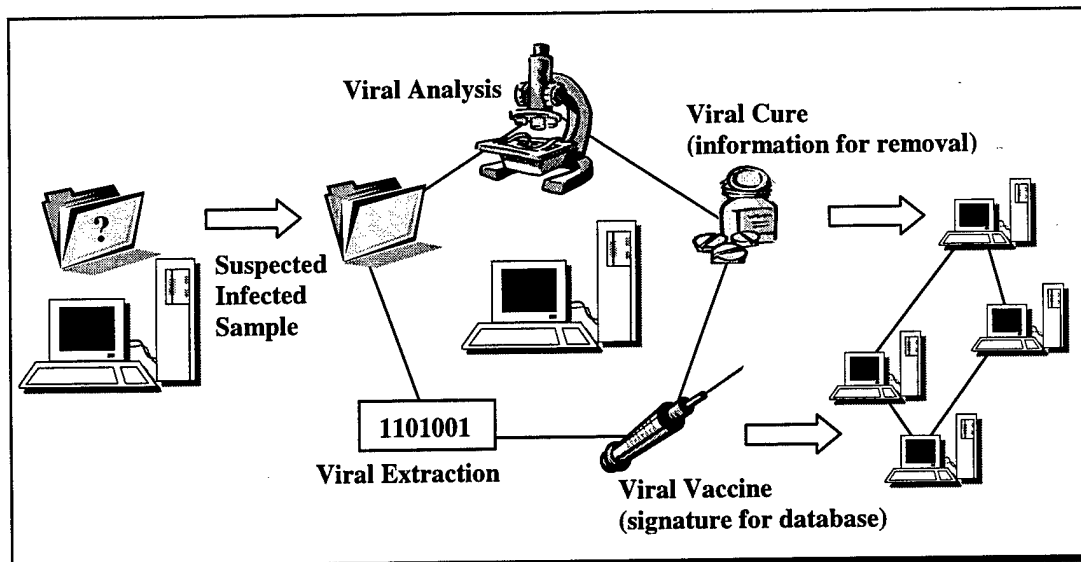 Viral Analysis
Viral Cure
(information for removal)
?
Suspected
Infected
Sample
1101001
Viral Extraction
Viral Vaccine
(signature for database)